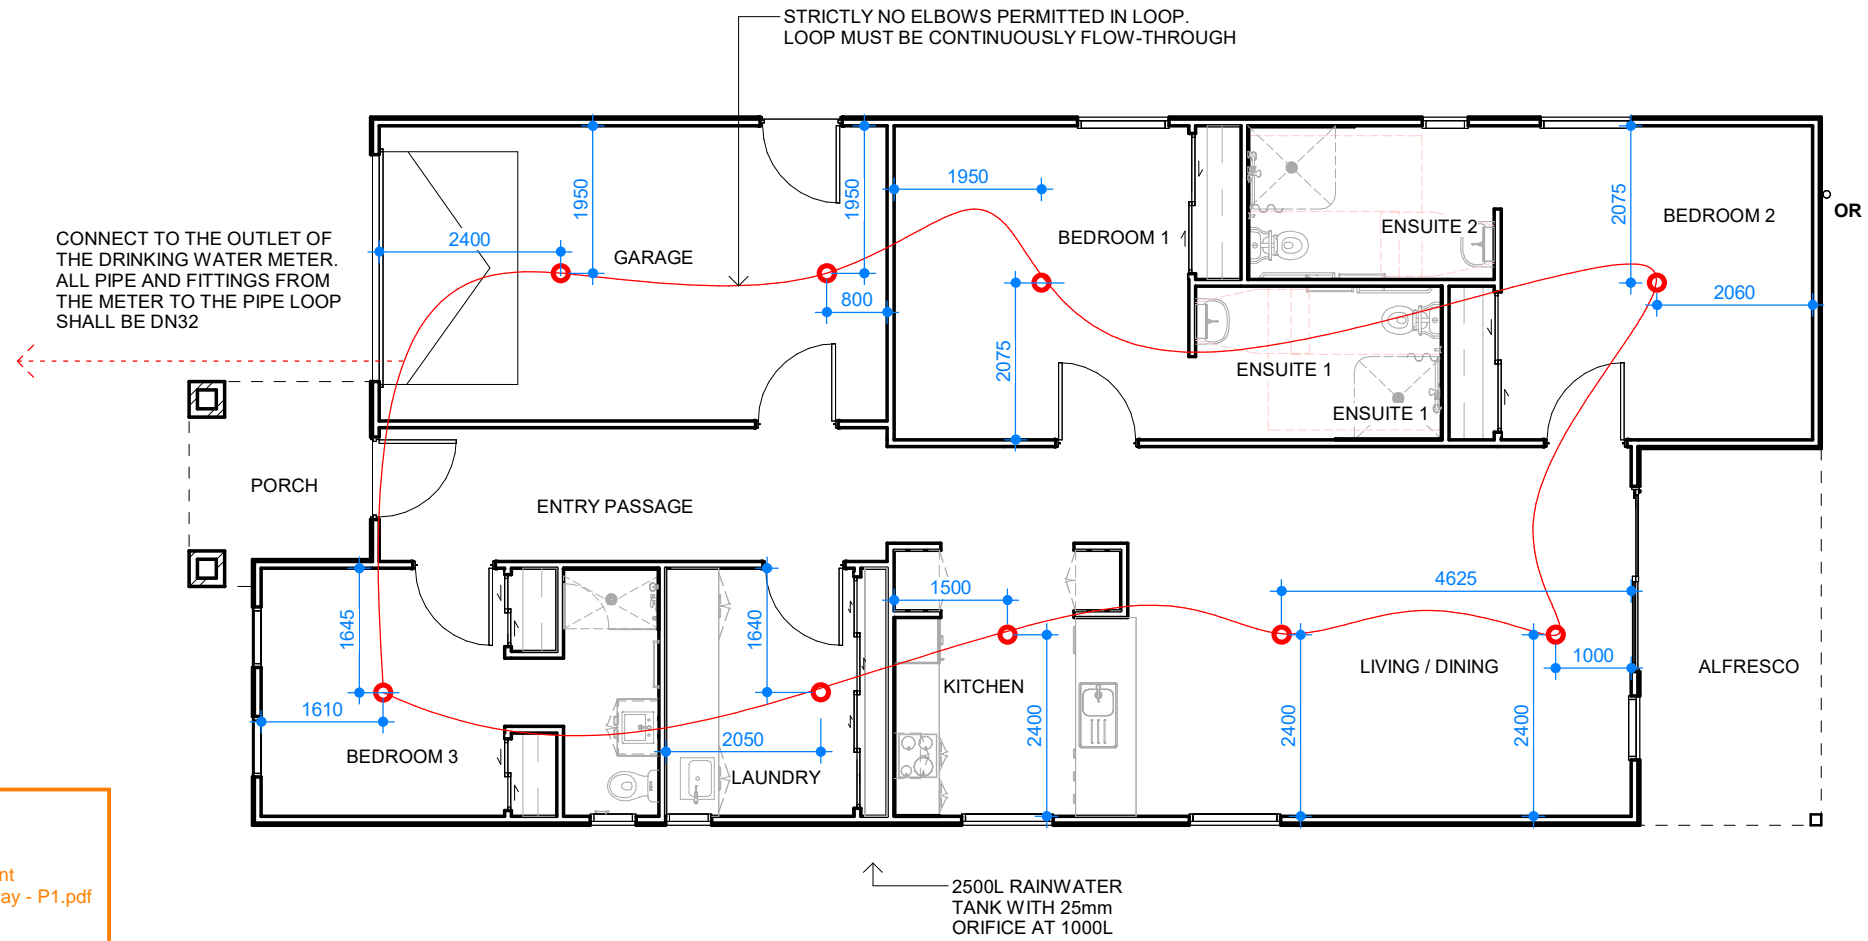 STRICTLY NO ELBOWS PERMITTED IN LOOP.
LOOP MUST BE CONTINUOUSLY FLOW-THROUGH
CONNECT TO THE OUTLET OF
THE DRINKING WATER METER.
ALL PIPE AND FITTINGS FROM
THE METER TO THE PIPE LOOP
SHALL BE DN32
1950
2400
GARAGE
1950
800
1950
BEDROOM 1
2075
ENSUITE 2
ENSUITE 1
ENSUITE 1
2075
BEDROOM 2
2060
OR
PORCH
ENTRY PASSAGE
1645
1610
BEDROOM 3
1640
2050
LAUNDRY
1500
KITCHEN
2400
4625
LIVING / DINING
1000
2400
2400
ALFRESCO
2500L RAINWATER
TANK WITH 25mm
ORIFICE AT 1000L
nt
ay - P1.pdf